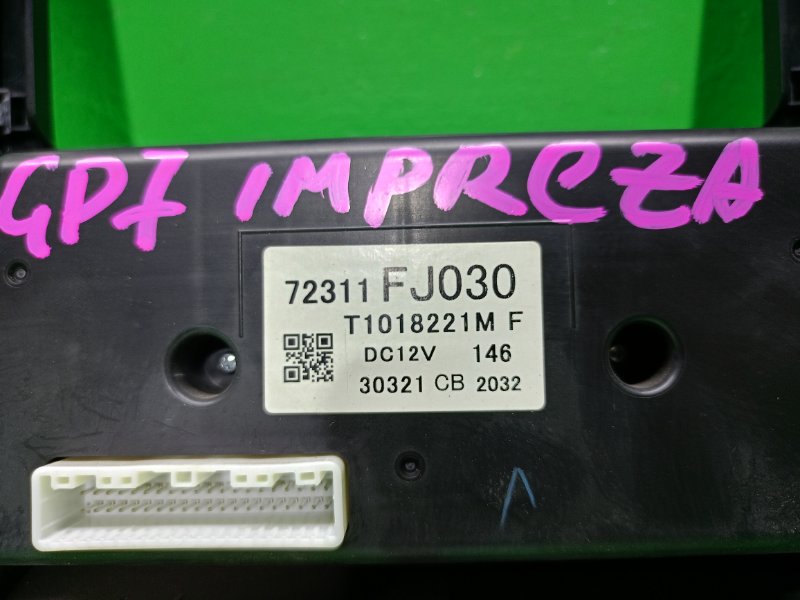 GP7 IMPREZA
72311 FJ030
T1018221M F
DC12V 146
30321 CB 2032